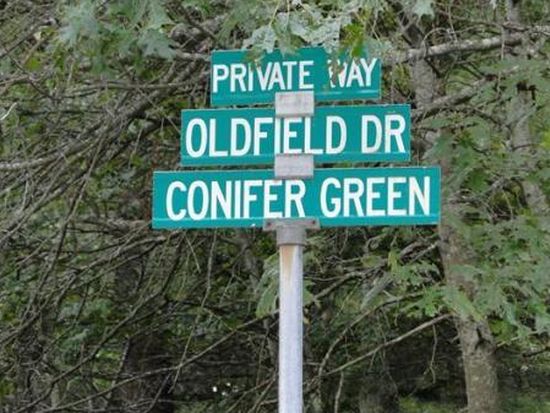 PRIVATE WAY
OLDFIELD DR
CONIFER GREEN